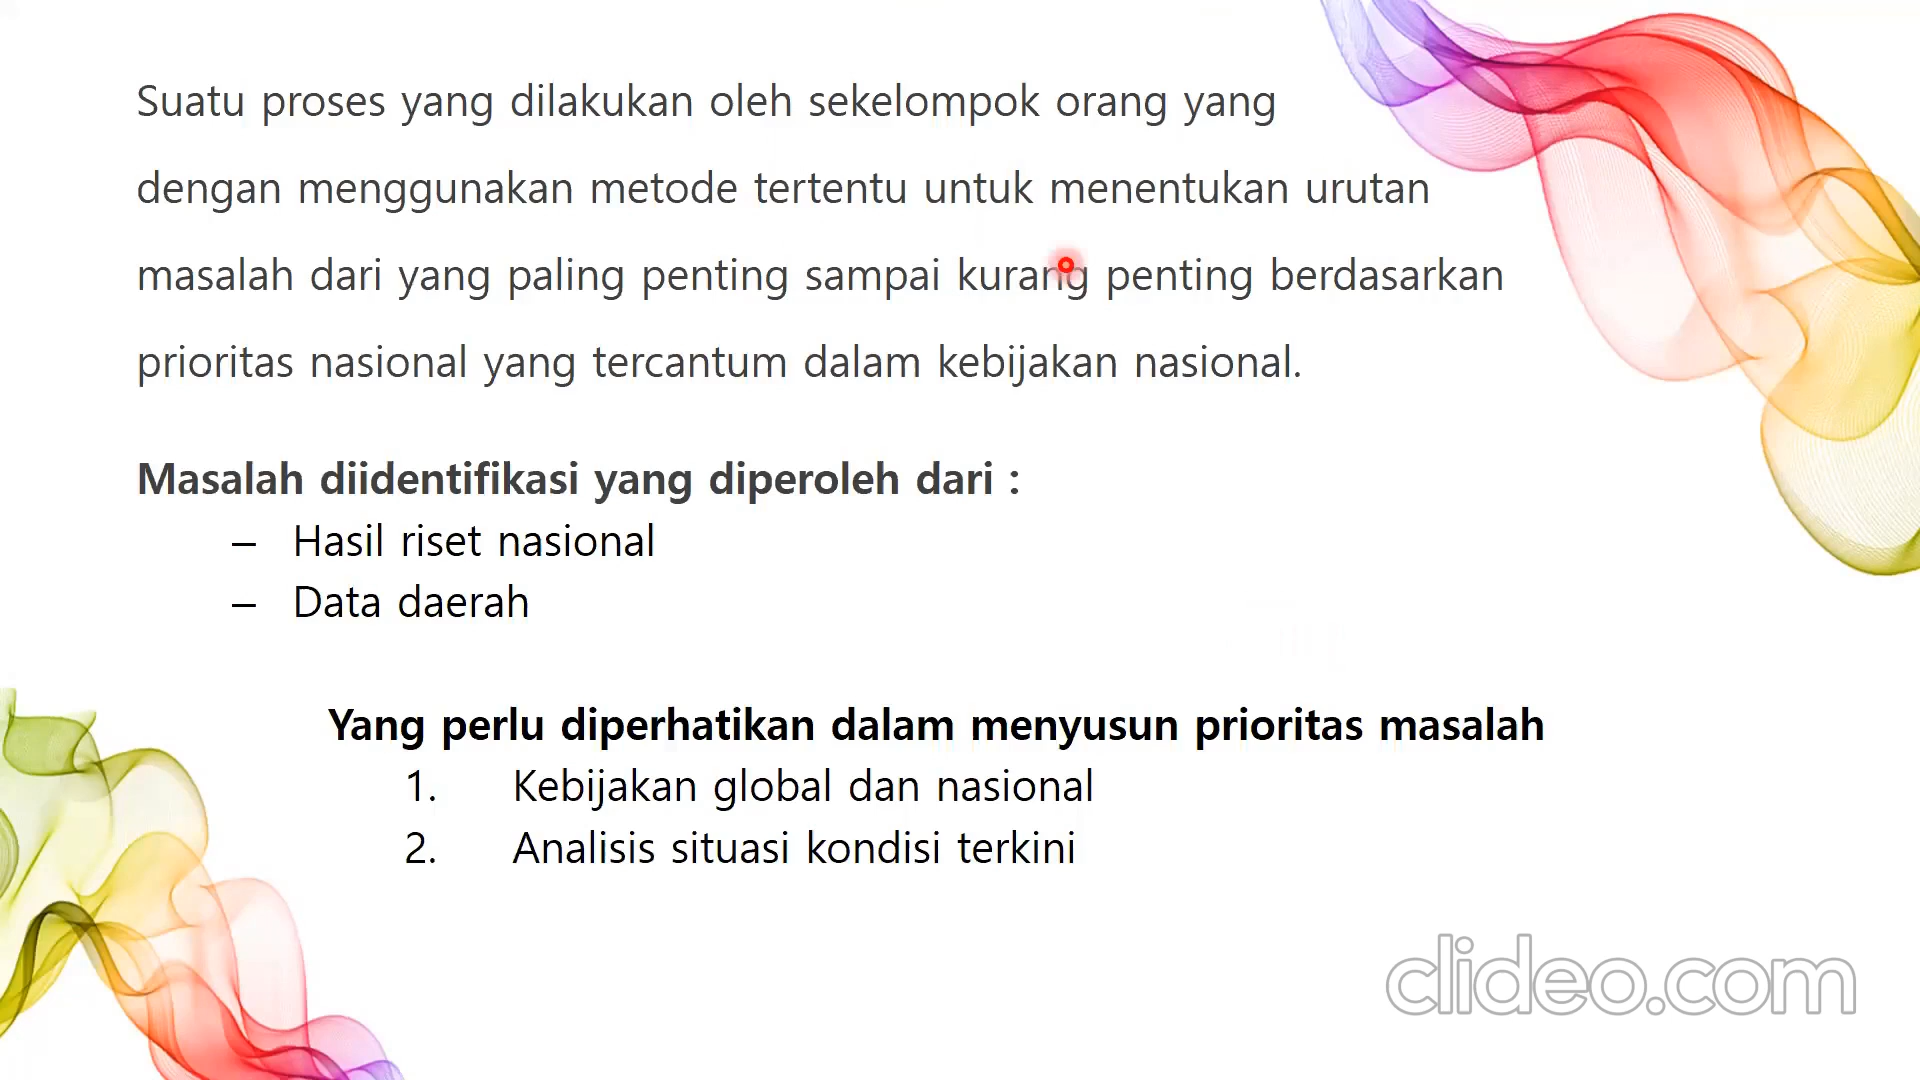 Suatu proses yang dilakukan oleh sekelompok orang yang
dengan menggunakan metode tertentu untuk menentukan urutan
masalah dari yang paling penting sampai kurang penting berdasarkan
prioritas nasional yang tercantum dalam kebijakan nasional.
Masalah diidentifikasi yang diperoleh dari :
– Hasil riset nasional
– Data daerah
Yang perlu diperhatikan dalam menyusun prioritas masalah
1. Kebijakan global dan nasional
2. Analisis situasi kondisi terkini
clideo.com